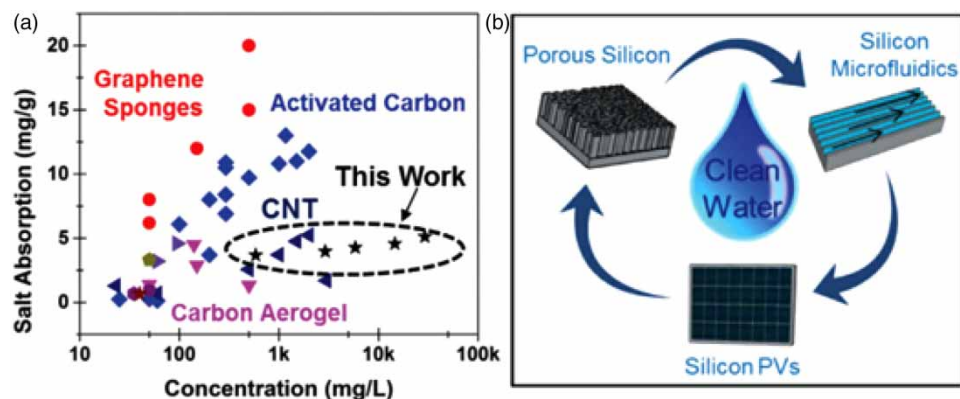 (a)
Salt Absorption (mg/g)
20
15
10
5
0
Graphene
Sponges
Activated Carbon
This Work
CNT
Carbon Aerogel
10
100
1k
10k
100k
Concentration (mg/L)
(b)
Porous Silicon
Silicon
Microfluidics
Clean
Water
Silicon PVs